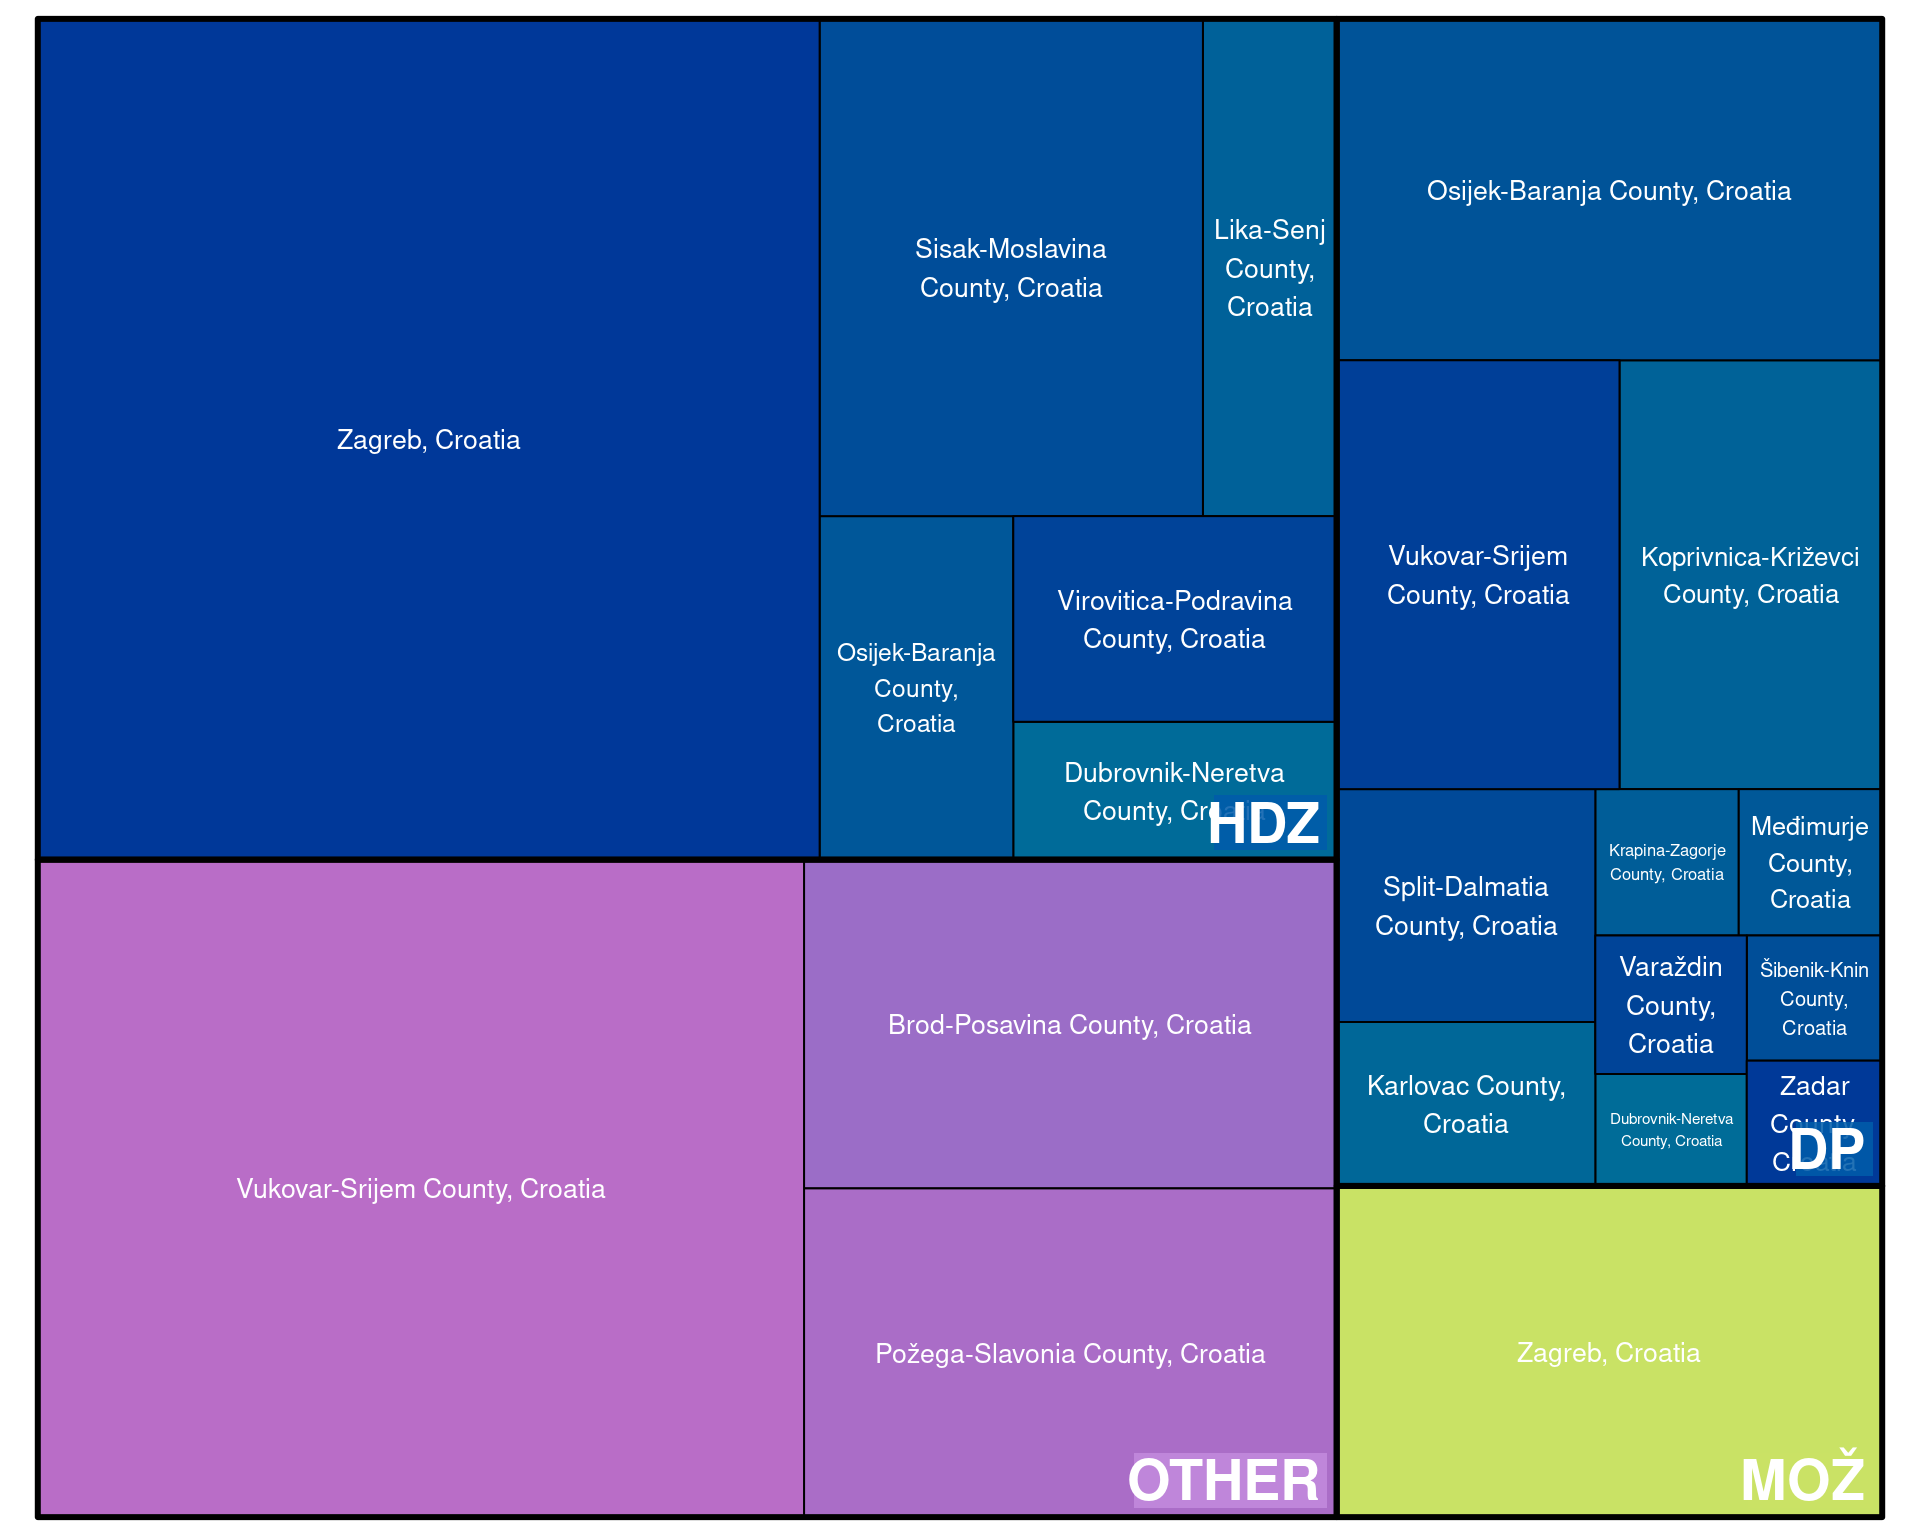 Zagreb, Croatia
Sisak-Moslavina
County, Croatia
Lika-Senj
County,
Croatia
Osijek-Baranja
County,
Croatia
Virovitica-Podravina
County, Croatia
Dubrovnik-Neretva
County, Croatia
HDZ
Vukovar-Srijem County, Croatia
Brod-Posavina County, Croatia
Požega-Slavonia County, Croatia
OTHER
Osijek-Baranja County, Croatia
Vukovar-Srijem
County, Croatia
Koprivnica-Križevci
County, Croatia
Split-Dalmatia
County, Croatia
Karlovac County,
Croatia
Krapina-Zagorje
County, Croatia
Međimurje
County,
Croatia
Varaždin
County,
Croatia
Šibenik-Knin
County,
Croatia
Dubrovnik-Neretva
County, Croatia
Zadar
County,
Croatia
DP
Zagreb, Croatia
MOŽ